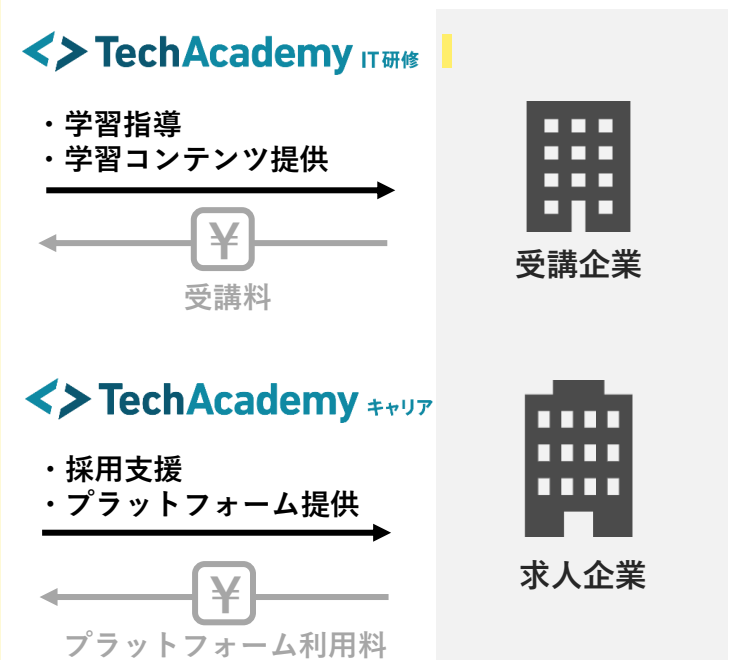 <> TechAcademy IT研修
・学習指導
・学習コンテンツ提供
¥
受講料
受講企業
<> TechAcademy キャリア
・採用支援
・プラットフォーム提供
¥
プラットフォーム利用料
求人企業